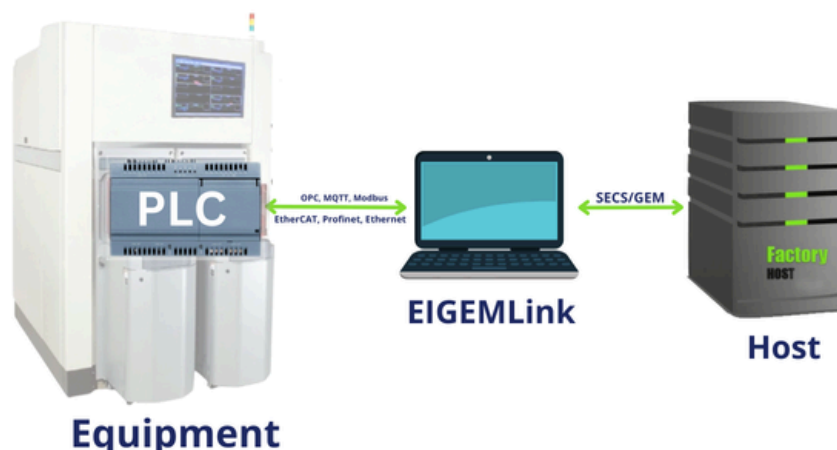 PLC
OPC, MQTT, Modbus
EtherCAT, Profinet, Ethernet
SECS/GEM
Factory
HOST
EIGEMLink
Host
Equipment